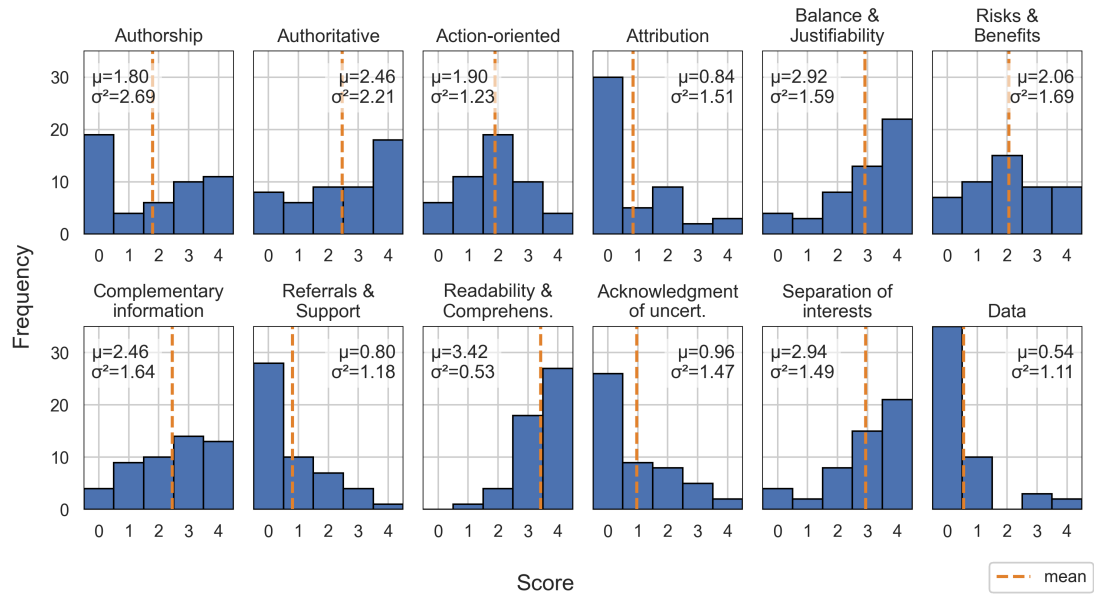 Authorship
μ=1.80
σ²=2.69
30
20
10
0
0 1 2 3 4
Authoritative
μ=2.46
σ²=2.21
0 1 2 3 4
Action-oriented
μ=1.90
σ²=1.23
0 1 2 3 4
Attribution
μ=0.84
σ²=1.51
0 1 2 3 4
Balance &
Justifiability
μ=2.92
σ²=1.59
0 1 2 3 4
Risks &
Benefits
μ=2.06
σ²=1.69
0 1 2 3 4
Frequency
Complementary
information
μ=2.46
σ²=1.64
30
20
10
0
0 1 2 3 4
Referrals &
Support
μ=0.80
σ²=1.18
0 1 2 3 4
Readability &
Comprehens.
μ=3.42
σ²=0.53
0 1 2 3 4
Acknowledgment
of uncert.
μ=0.96
σ²=1.47
0 1 2 3 4
Separation of
interests
μ=2.94
σ²=1.49
0 1 2 3 4
Data
μ=0.54
σ²=1.11
0 1 2 3 4
Score
mean